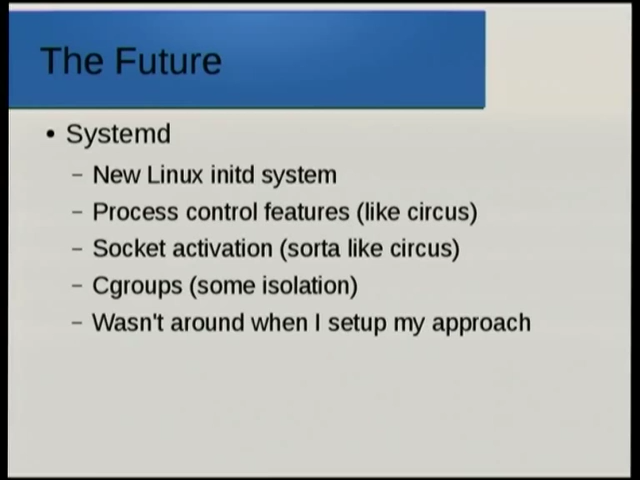 The Future
• Systemd
– New Linux initd system
– Process control features (like circus)
– Socket activation (sorta like circus)
– Cgroups (some isolation)
– Wasn't around when I setup my approach